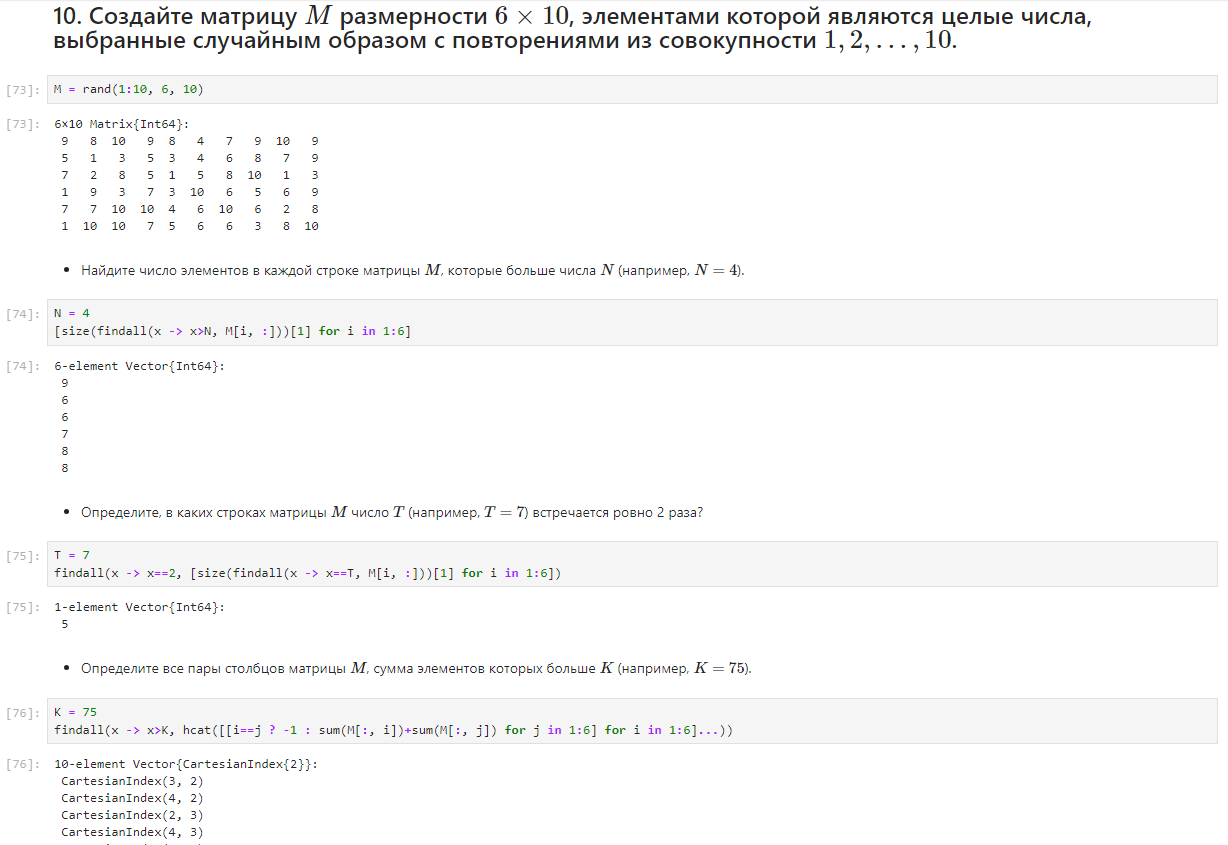 10. Создайте матрицу M размерности 6 × 10, элементами которой являются целые числа,
выбранные случайным образом с повторениями из совокупности 1, 2, . . . , 10.
[73]: M = rand(1:10, 6, 10)
[73]: 6×10 Matrix{Int64}:
9 8 10 9 8 4 7 9 10 9
5 1 3 5 3 4 6 8 7 9
7 2 8 5 1 5 8 10 1 3
1 9 3 7 3 10 6 5 6 9
7 7 10 10 4 6 10 6 2 8
1 10 10 7 5 6 6 3 8 10
• Найдите число элементов в каждой строке матрицы M, которые больше числа N (например, N = 4).
[74]: N = 4
[size(findall(x -> x>N, M[i, :]))[1] for i in 1:6]
[74]: 6-element Vector{Int64}:
9
6
6
7
8
8
• Определите, в каких строках матрицы M число T (например, T = 7) встречается ровно 2 раза?
[75]: T = 7
findall(x -> x==2, [size(findall(x -> x==T, M[i, :]))[1] for i in 1:6])
[75]: 1-element Vector{Int64}:
5
• Определите все пары столбцов матрицы M, сумма элементов которых больше K (например, K = 75).
[76]: K = 75
findall(x -> x>K, hcat([[i==j ? -1 : sum(M[:, i])+sum(M[:, j]) for j in 1:6] for i in 1:6]...))
[76]: 10-element Vector{CartesianIndex{2}}:
CartesianIndex(3, 2)
CartesianIndex(4, 2)
CartesianIndex(2, 3)
CartesianIndex(4, 3)